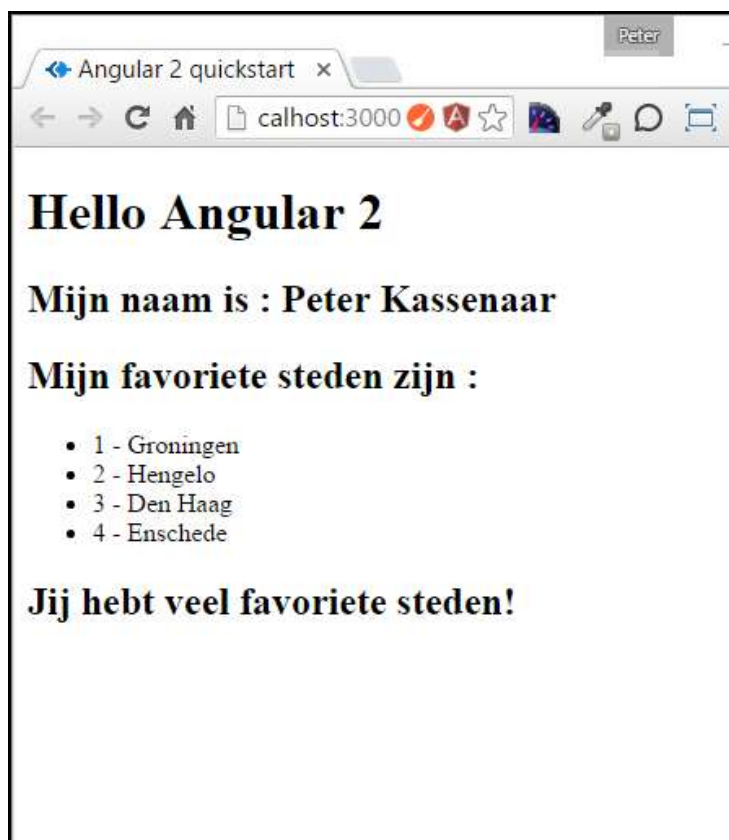 Peter
Angular 2 quickstart
calhost:3000
Hello Angular 2
Mijn naam is : Peter Kassenaar
Mijn favoriete steden zijn :
1 - Groningen
2 - Hengelo
3 - Den Haag
4 - Enschede
Jij hebt veel favoriete steden!